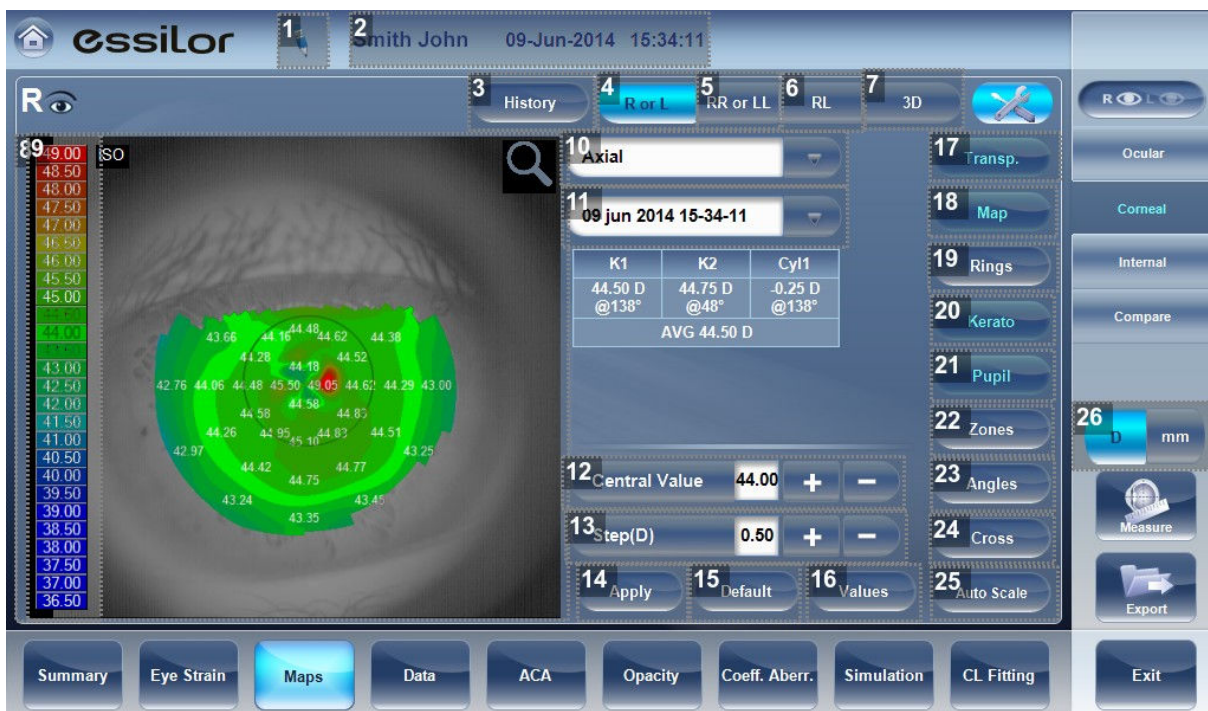 essilor
1
2
Smith John 09-Jun-2014 15:34:11
R
3 History
4 R or L
5 RR or LL
6 RL
7 3D
R L
8
9
49.00
48.50
48.00
47.50
47.00
46.50
46.00
45.50
45.00
44.00
43.00
42.50
42.00
41.50
41.00
40.50
40.00
39.50
39.00
38.50
38.00
37.50
37.00
36.50
ISO
43.66 44.16 44.48 44.62 44.38
44.28 44.18 44.52
42.76 44.06 44.48 45.50 49.05 44.62 44.29 43.00
44.58 44.58 44.83
44.26 44.95 45.10 44.83 44.51
42.97 43.25
44.42 44.75 44.77
43.24 43.45
43.35
10 Axial
11 09 jun 2014 15-34-11
K1 K2 Cyl1
44.50 D 44.75 D -0.25 D
@138° @48° @138°
AVG 44.50 D
12 Central Value 44.00 + −
13 Step(D) 0.50 + −
14 Apply
15 Default
16 Values
17 Transp.
18 Map
19 Rings
20 Kerato
21 Pupil
22 Zones
23 Angles
24 Cross
25 Auto Scale
Ocular
Corneal
Internal
Compare
26 D mm
Measure
Export
Summary
Eye Strain
Maps
Data
ACA
Opacity
Coeff. Aberr.
Simulation
CL Fitting
Exit